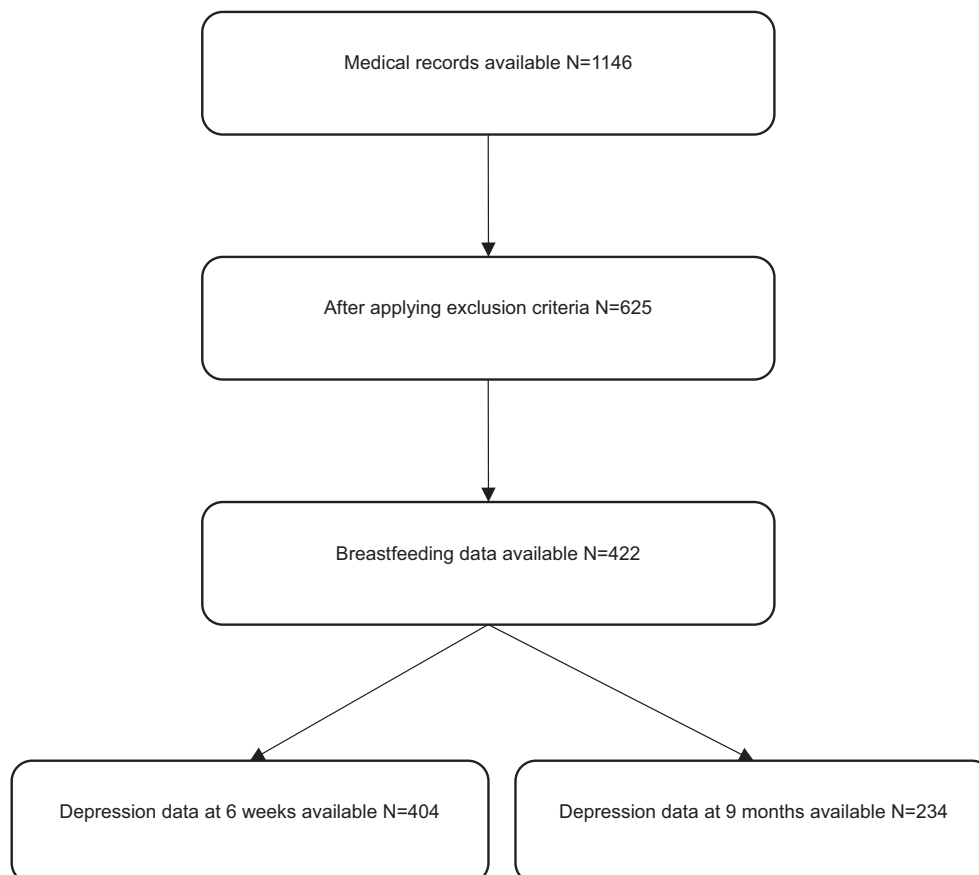 Medical records available N=1146
After applying exclusion criteria N=625
Breastfeeding data available N=422
Depression data at 6 weeks available N=404
Depression data at 9 months available N=234